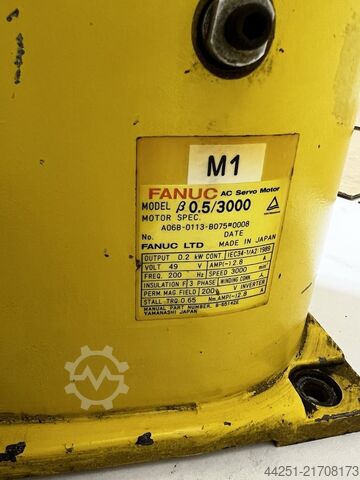 M1
FANUC AC Servo Motor
MODEL β 0.5/3000
MOTOR SPEC.
A06B-0113-B075#0008
No. DATE
FANUC LTD MADE IN JAPAN
OUTPUT 0.2 kW CONT. IEC34-1/A2:1989
VOLT 49 V AMP(~)2.8 A
FREQ. 200 Hz SPEED 3000 min⁻¹
INSULATION F 3 PHASE WINDING CONN.
PERM. MAG. FIELD 200 V INVERTER
STALL TRQ.0.65 Nm AMP(~)2.8 A
MANUAL PART NUMBER, B-65142E
YAMANASHI JAPAN
44251-21708173